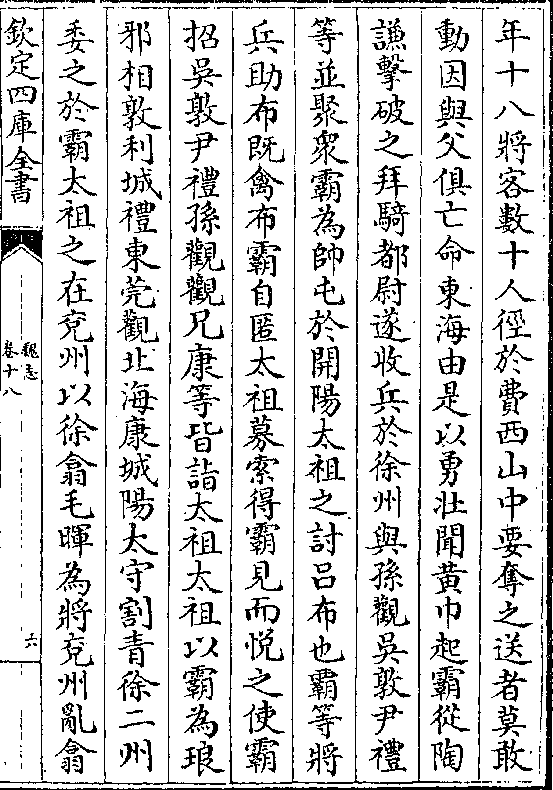 年十八將客數十人徑於費西山中要奪之送者莫敢
動因與父俱亡命東海由是以勇壯聞黃巾起霸從陶
謙擊破之拜騎都尉遂收兵於徐州與孫觀吳敦尹禮
等並聚衆霸為帥屯於開陽太祖之討呂布也霸等將
兵助布既禽布霸自匿太祖募索得霸見而悅之使霸
招吳敦尹禮孫觀觀兄康等皆詣太祖太祖以霸為琅
邪相敦利城禮東莞觀北海康城陽太守割青徐二州
委之於霸太祖之在兗州以徐翕毛暉為將兗州亂翕
欽定四庫全書
魏志
卷十八
六